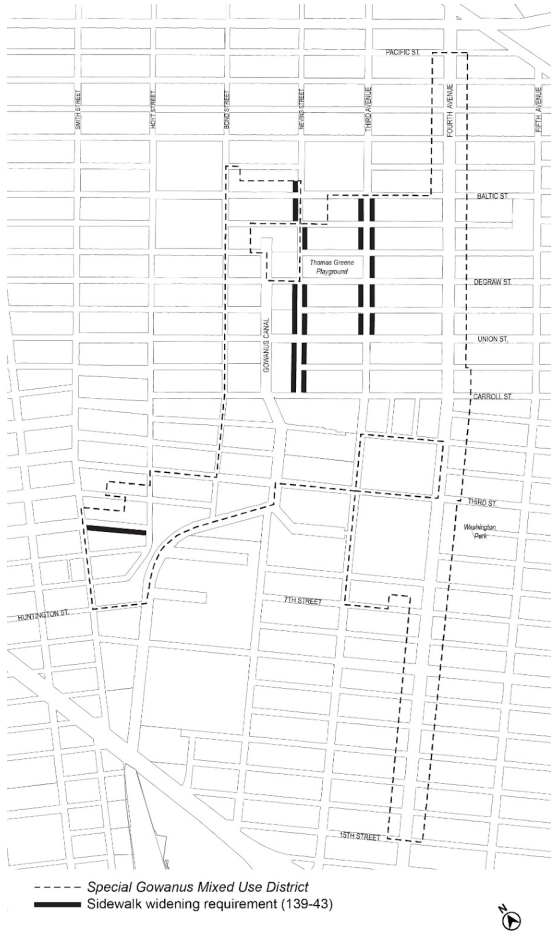 PACIFIC ST.
SMITH STREET
HOYT STREET
BOND STREET
NEVINS STREET
THIRD AVENUE
FOURTH AVENUE
FIFTH AVENUE
BALTIC ST.
Thomas Greene
Playground
DEGRAW ST.
GOWANUS CANAL
UNION ST.
CARROLL ST.
THIRD ST.
Washington
Park
7TH STREET
HUNTINGTON ST.
15TH STREET
Special Gowanus Mixed Use District
Sidewalk widening requirement (139-43)
N